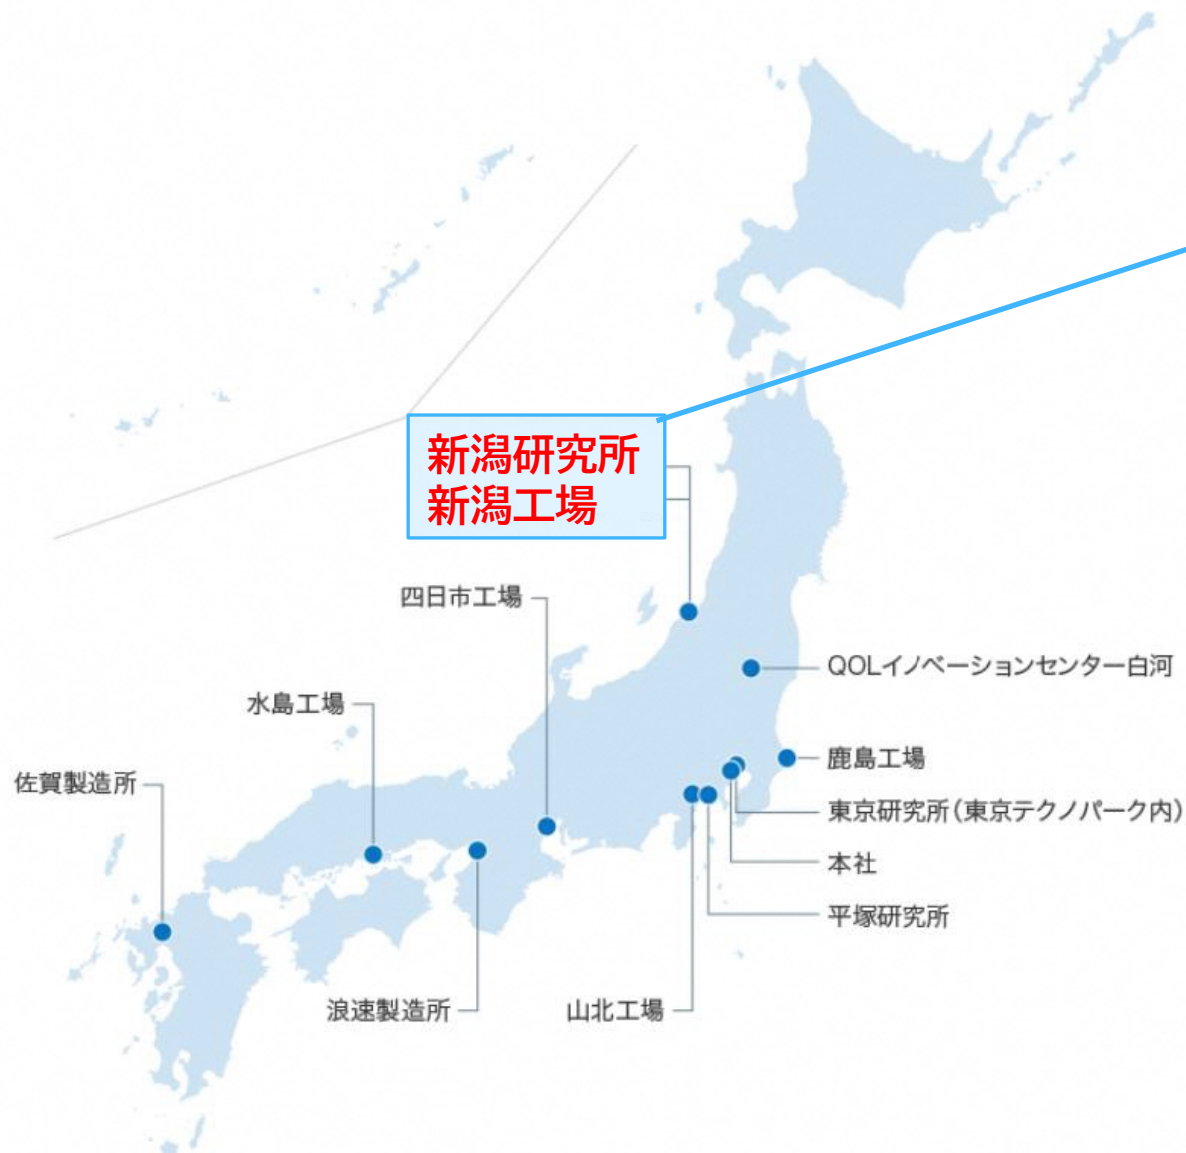 新潟研究所
新潟工場
四日市工場
QOLイノベーションセンター白河
水島工場
鹿島工場
佐賀製造所
東京研究所(東京テクノパーク内)
本社
平塚研究所
浪速製造所
山北工場